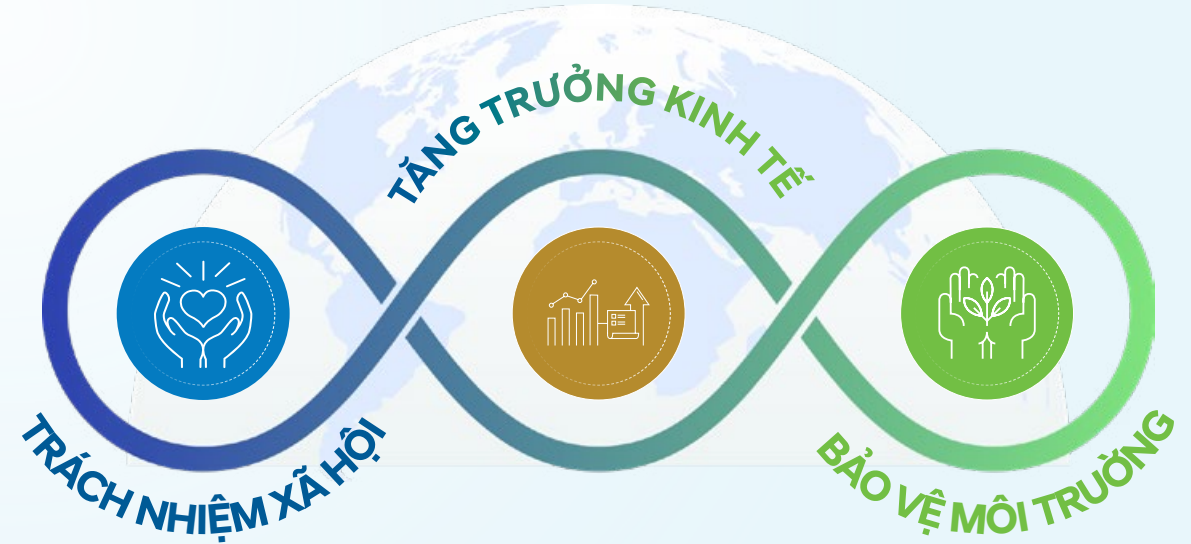 TĂNG TRƯỞNG KINH TẾ
TRÁCH NHIỆM XÃ HỘI
BẢO VỆ MÔI TRƯỜNG